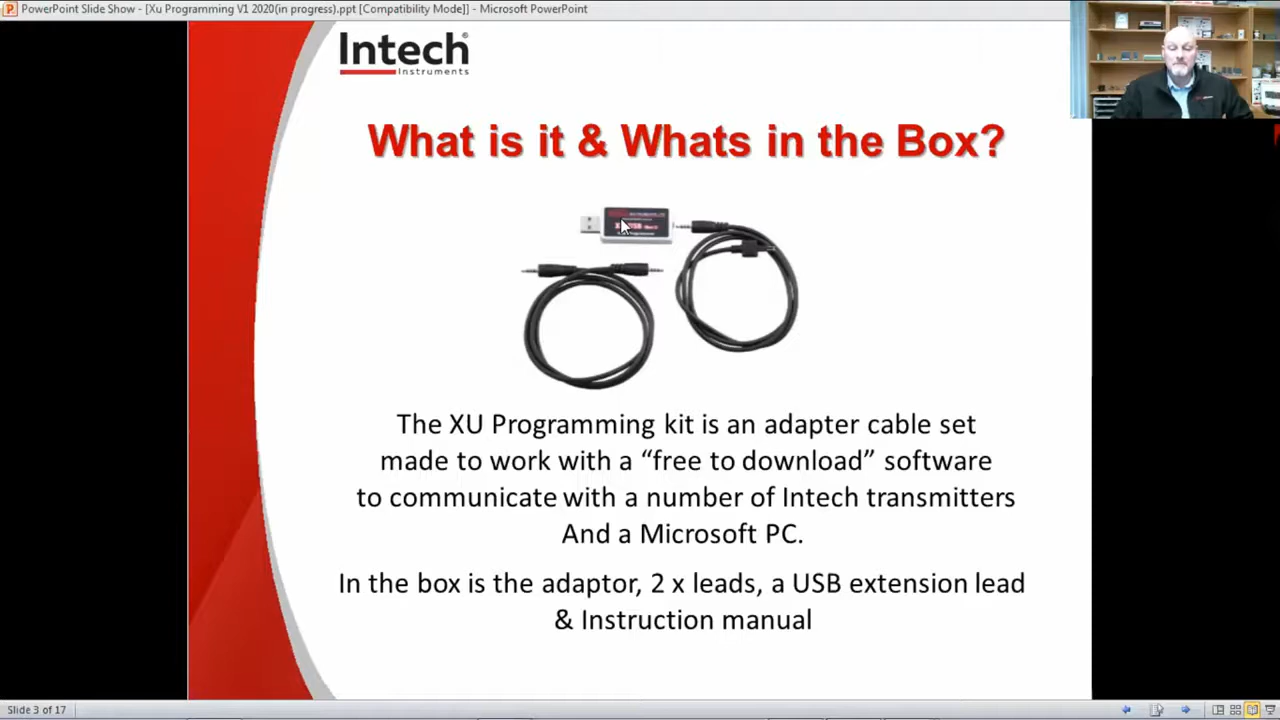 PowerPoint Slide Show - [Xu Programming V1 2020(in progress).ppt [Compatibility Mode]] - Microsoft PowerPoint
Intech®
Instruments
What is it & Whats in the Box?
The XU Programming kit is an adapter cable set
made to work with a “free to download” software
to communicate with a number of Intech transmitters
And a Microsoft PC.
In the box is the adaptor, 2 x leads, a USB extension lead
& Instruction manual
Slide 3 of 17